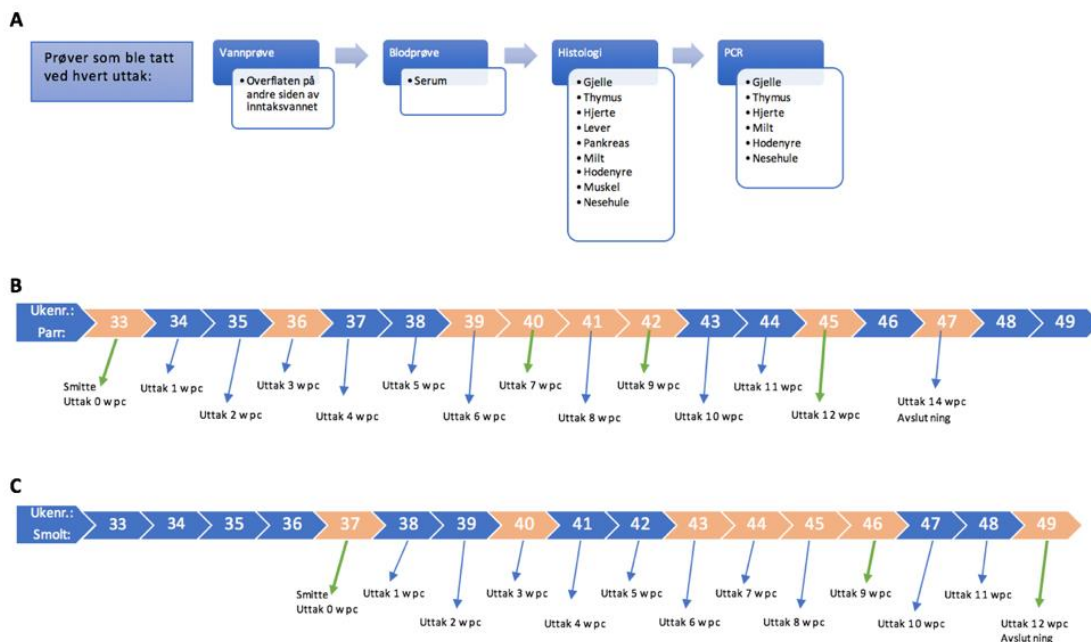 A
Prøver som ble tatt
ved hvert uttak:
Vannprøve
• Overflaten på
andre siden av
inntaksvannet
Blodprøve
• Serum
Histologi
• Gjelle
• Thymus
• Hjerte
• Lever
• Pankreas
• Milt
• Hodenyre
• Muskel
• Nesehule
PCR
• Gjelle
• Thymus
• Hjerte
• Milt
• Hodenyre
• Nesehule
B
Ukenr.:
Parr:
33 34 35 36 37 38 39 40 41 42 43 44 45 46 47 48 49
Smitte
Uttak 0 wpc
Uttak 1 wpc
Uttak 2 wpc
Uttak 3 wpc
Uttak 4 wpc
Uttak 5 wpc
Uttak 6 wpc
Uttak 7 wpc
Uttak 8 wpc
Uttak 9 wpc
Uttak 10 wpc
Uttak 11 wpc
Uttak 12 wpc
Uttak 14 wpc
Avslutning
C
Ukenr.:
Smolt:
33 34 35 36 37 38 39 40 41 42 43 44 45 46 47 48 49
Smitte
Uttak 0 wpc
Uttak 1 wpc
Uttak 2 wpc
Uttak 3 wpc
Uttak 4 wpc
Uttak 5 wpc
Uttak 6 wpc
Uttak 7 wpc
Uttak 8 wpc
Uttak 9 wpc
Uttak 10 wpc
Uttak 11 wpc
Uttak 12 wpc
Avslutning